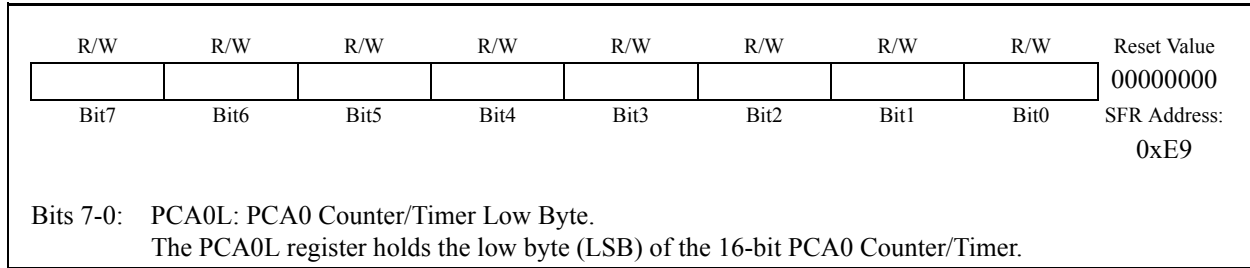 R/W R/W R/W R/W R/W R/W R/W R/W Reset Value
00000000
Bit7 Bit6 Bit5 Bit4 Bit3 Bit2 Bit1 Bit0 SFR Address:
0xE9
Bits 7-0: PCA0L: PCA0 Counter/Timer Low Byte.
The PCA0L register holds the low byte (LSB) of the 16-bit PCA0 Counter/Timer.